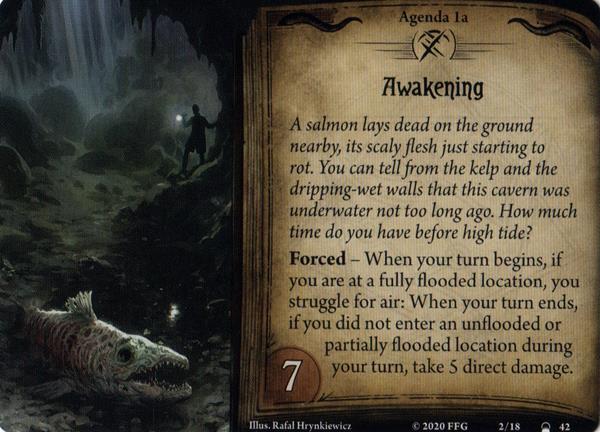 Agenda 1a
Awakening
A salmon lays dead on the ground
nearby, its scaly flesh just starting to
rot. You can tell from the kelp and the
dripping-wet walls that this cavern was
underwater not too long ago. How much
time do you have before high tide?
Forced – When your turn begins, if
you are at a fully flooded location, you
struggle for air: When your turn ends,
if you did not enter an unflooded or
partially flooded location during
your turn, take 5 direct damage.
7
Illus. Rafał Hrynkiewicz © 2020 FFG 2/18 42